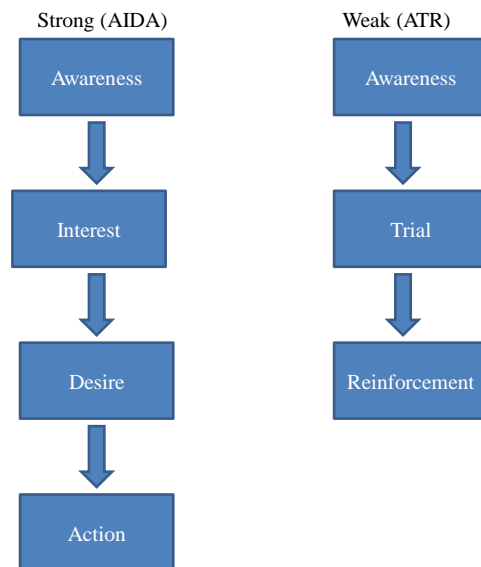 Strong (AIDA)
Weak (ATR)
Awareness
Awareness
Interest
Trial
Desire
Reinforcement
Action